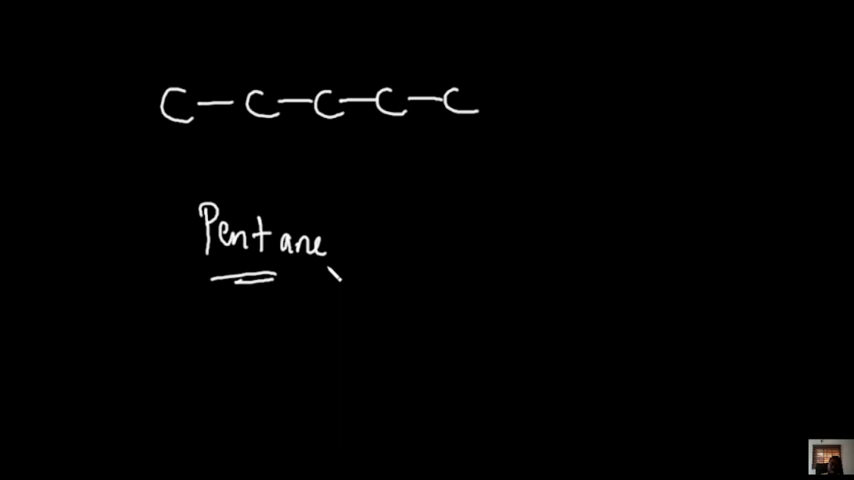 C — C — C — C — C
Pentane